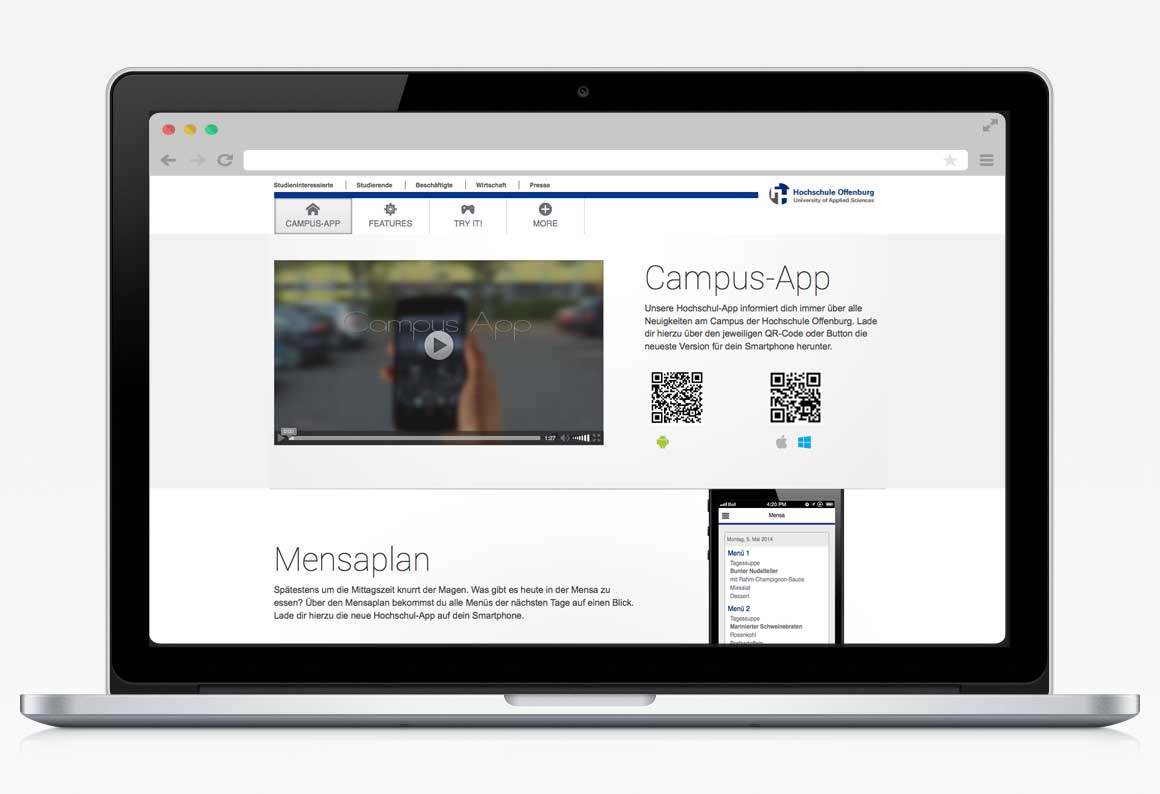 Studieninteressierte | Studierende | Beschäftigte | Wirtschaft | Presse
Hochschule Offenburg
University of Applied Sciences
CAMPUS-APP FEATURES TRY IT! MORE
Campus App
0:00
1:27
Campus-App
Unsere Hochschul-App informiert dich immer über alle
Neuigkeiten am Campus der Hochschule Offenburg. Lade
dir hierzu über den jeweiligen QR-Code oder Button die
neueste Version für dein Smartphone herunter.
Mensaplan
Spätestens um die Mittagszeit knurrt der Magen. Was gibt es heute in der Mensa zu
essen? Über den Mensaplan bekommst du alle Menüs der nächsten Tage auf einen Blick.
Lade dir hierzu die neue Hochschul-App auf dein Smartphone.
4:20 PM
Mensa
Montag, 5. Mai 2014
Menü 1
Tagessuppe
Bunter Nudelteller
mit Rahm-Champignon-Sauce
Mixsalat
Dessert
Menü 2
Tagessuppe
Marinierter Schweinebraten
Rosenkohl